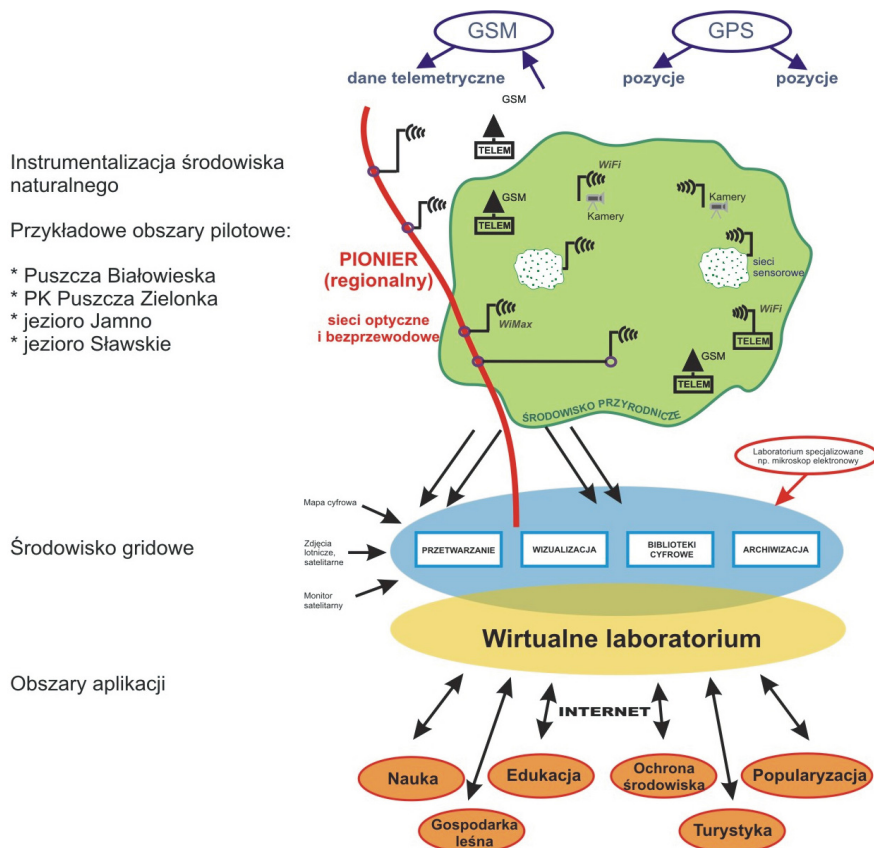 GSM
GPS
dane telemetryczne
pozycje
pozycje
Instrumentalizacja środowiska
naturalnego
Przykładowe obszary pilotowe:
* Puszcza Białowieska
* PK Puszcza Zielonka
* jezioro Jamno
* jezioro Sławskie
GSM
TELEM
WiFi
Kamery
Kamery
GSM
TELEM
PIONIER
(regionalny)
sieci
sensorowe
sieci optyczne
i bezprzewodowe
WiMax
WiFi
TELEM
GSM
TELEM
ŚRODOWISKO PRZYRODNICZE
Laboratorium specjalizowane
np. mikroskop elektronowy
Środowisko gridowe
Mapa cyfrowa
Zdjęcia
lotnicze,
satelitarne
Monitor
satelitarny
PRZETWARZANIE
WIZUALIZACJA
BIBLIOTEKI
CYFROWE
ARCHIWIZACJA
Wirtualne laboratorium
Obszary aplikacji
INTERNET
Nauka
Edukacja
Ochrona
środowiska
Popularyzacja
Gospodarka
leśna
Turystyka